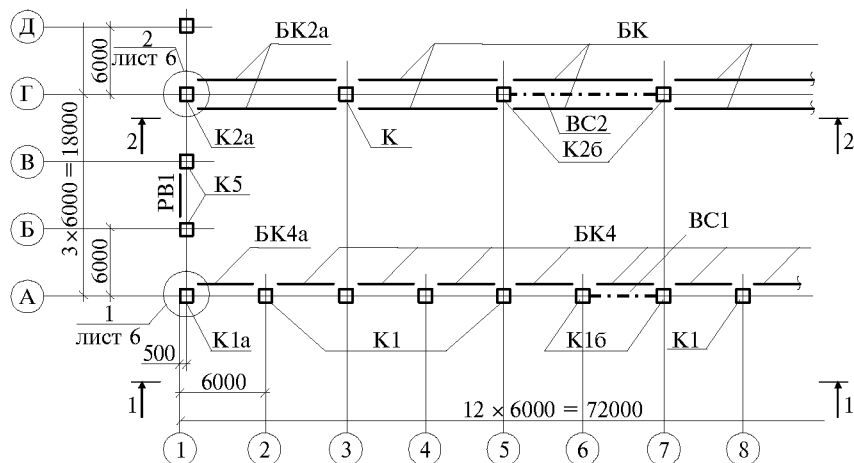 Д
2
лист 6
6000
БК2а
БК
Г
2
К2а
К
ВС2
К2б
2
3×6000 = 18000
В
РВ1
К5
Б
6000
БК4а
БК4
ВС1
А
1
лист 6
К1а
К1
К1б
К1
500
6000
1
12 × 6000 = 72000
1
1
2
3
4
5
6
7
8